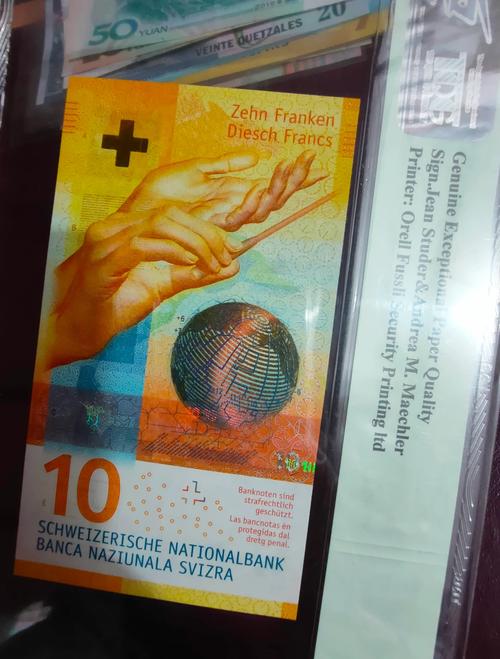 50 YUAN
20
VEINTE QUETZALES
Zehn Franken
Diesch Francs
10
Banknoten sind
strafrechtlich
geschützt.
Las bancnotas èn
protegidas dal
dretg penal.
SCHWEIZERISCHE NATIONALBANK
BANCA NAZIUNALA SVIZRA
Genuine Exceptional Paper Quality
Sign.Jean Studer&Andrea M. Maechler
Printer: Orell Fussli Security Printing ltd